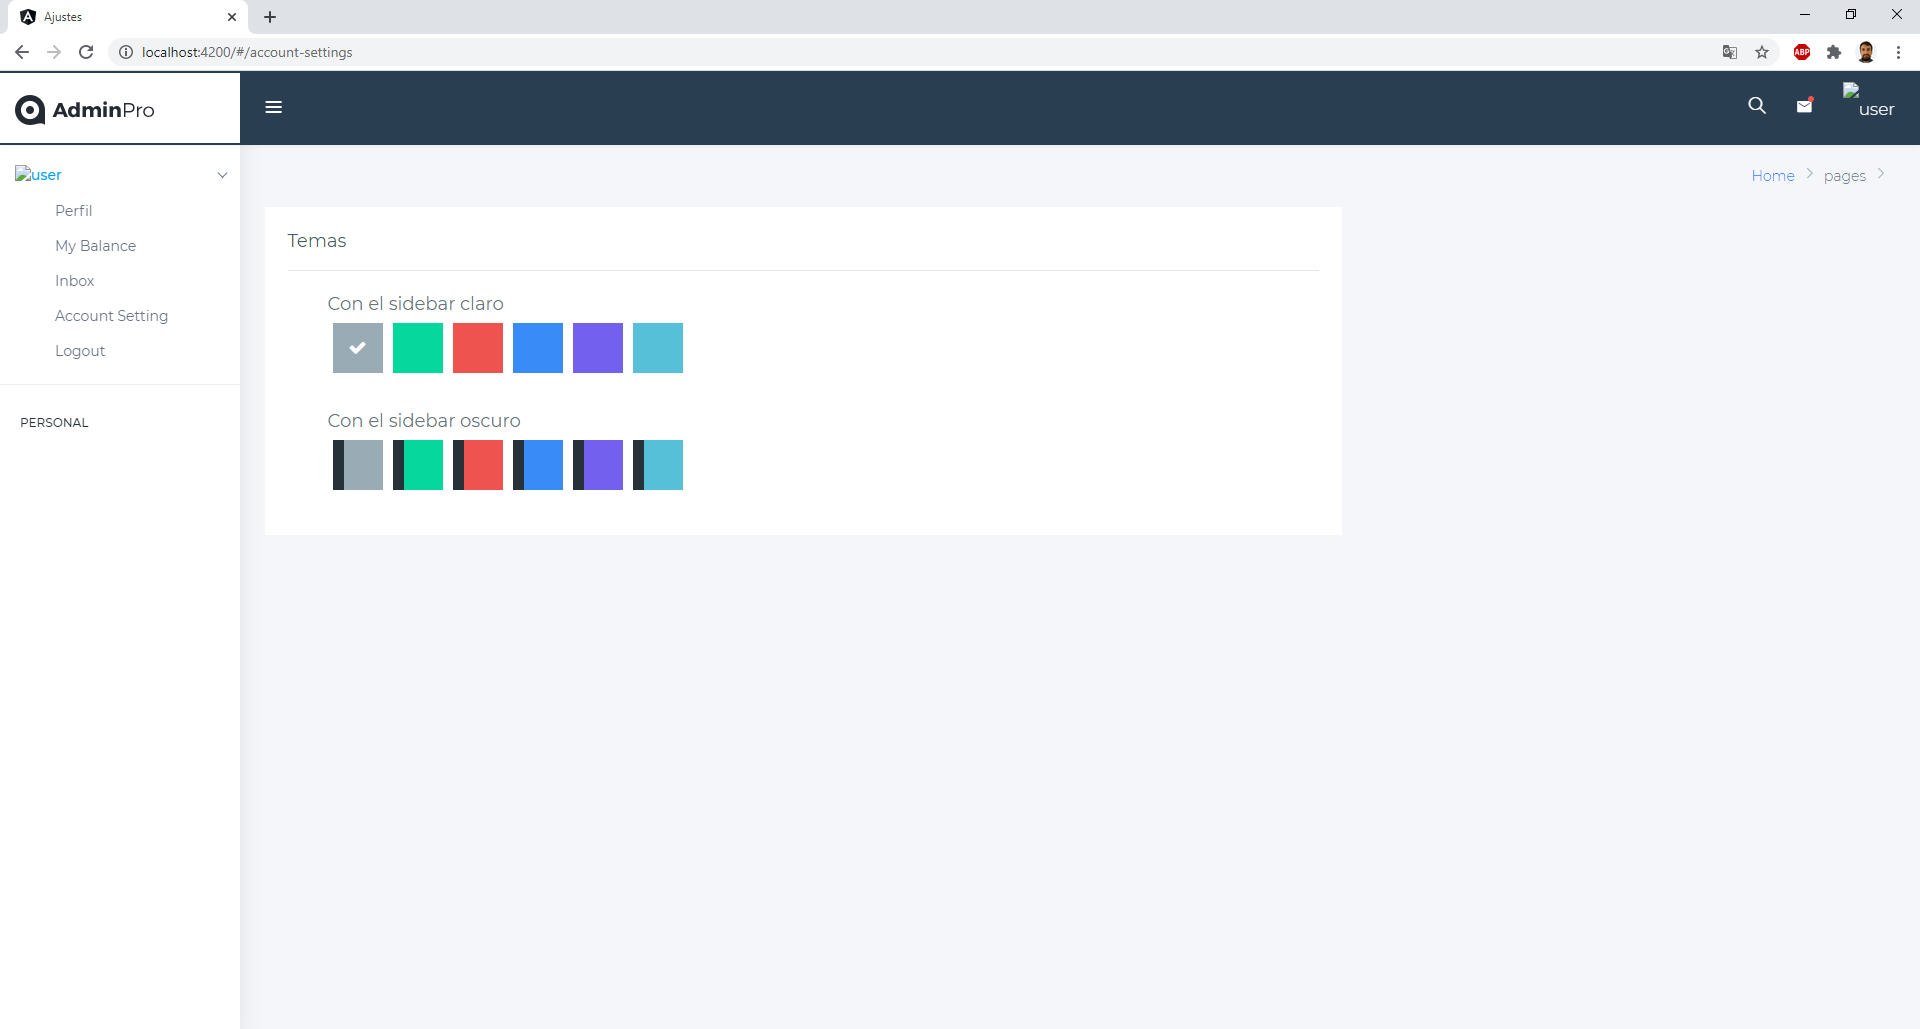 Ajustes
localhost:4200/#/account-settings
ABP
AdminPro
user
user
Home
pages
Perfil
My Balance
Inbox
Account Setting
Logout
PERSONAL
Temas
Con el sidebar claro
Con el sidebar oscuro